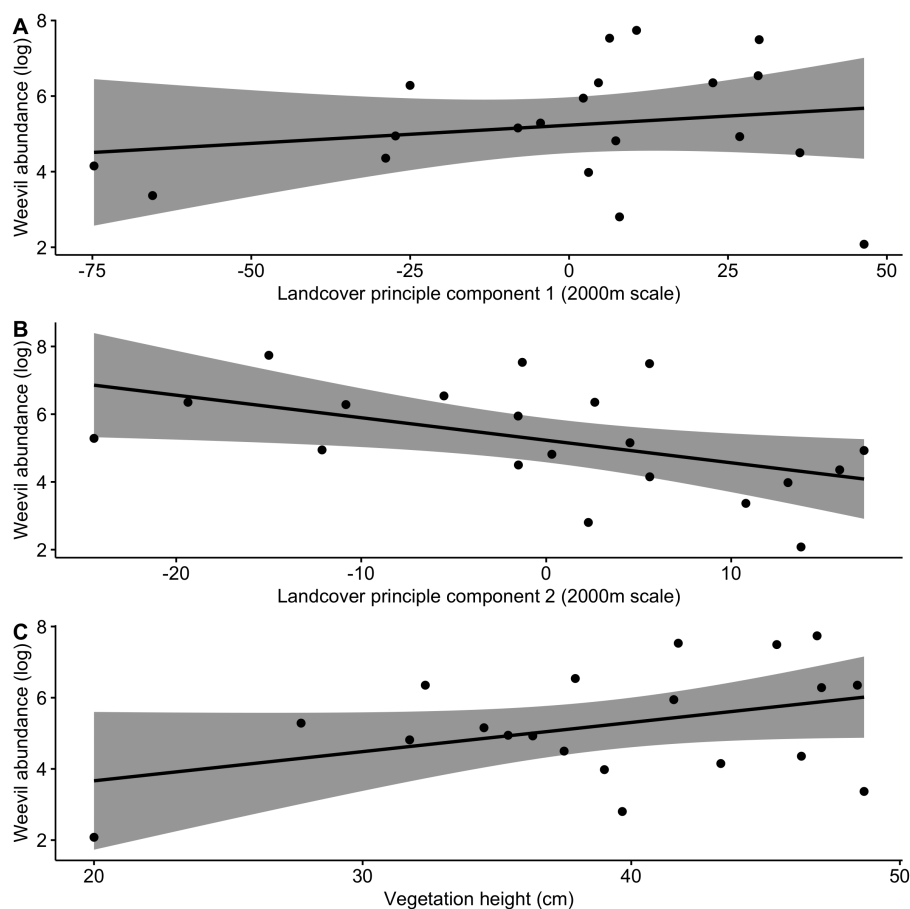 A
Weevil abundance (log)
8
6
4
2
-75 -50 -25 0 25 50
Landcover principle component 1 (2000m scale)
B
Weevil abundance (log)
8
6
4
2
-20 -10 0 10
Landcover principle component 2 (2000m scale)
C
Weevil abundance (log)
8
6
4
2
20 30 40 50
Vegetation height (cm)